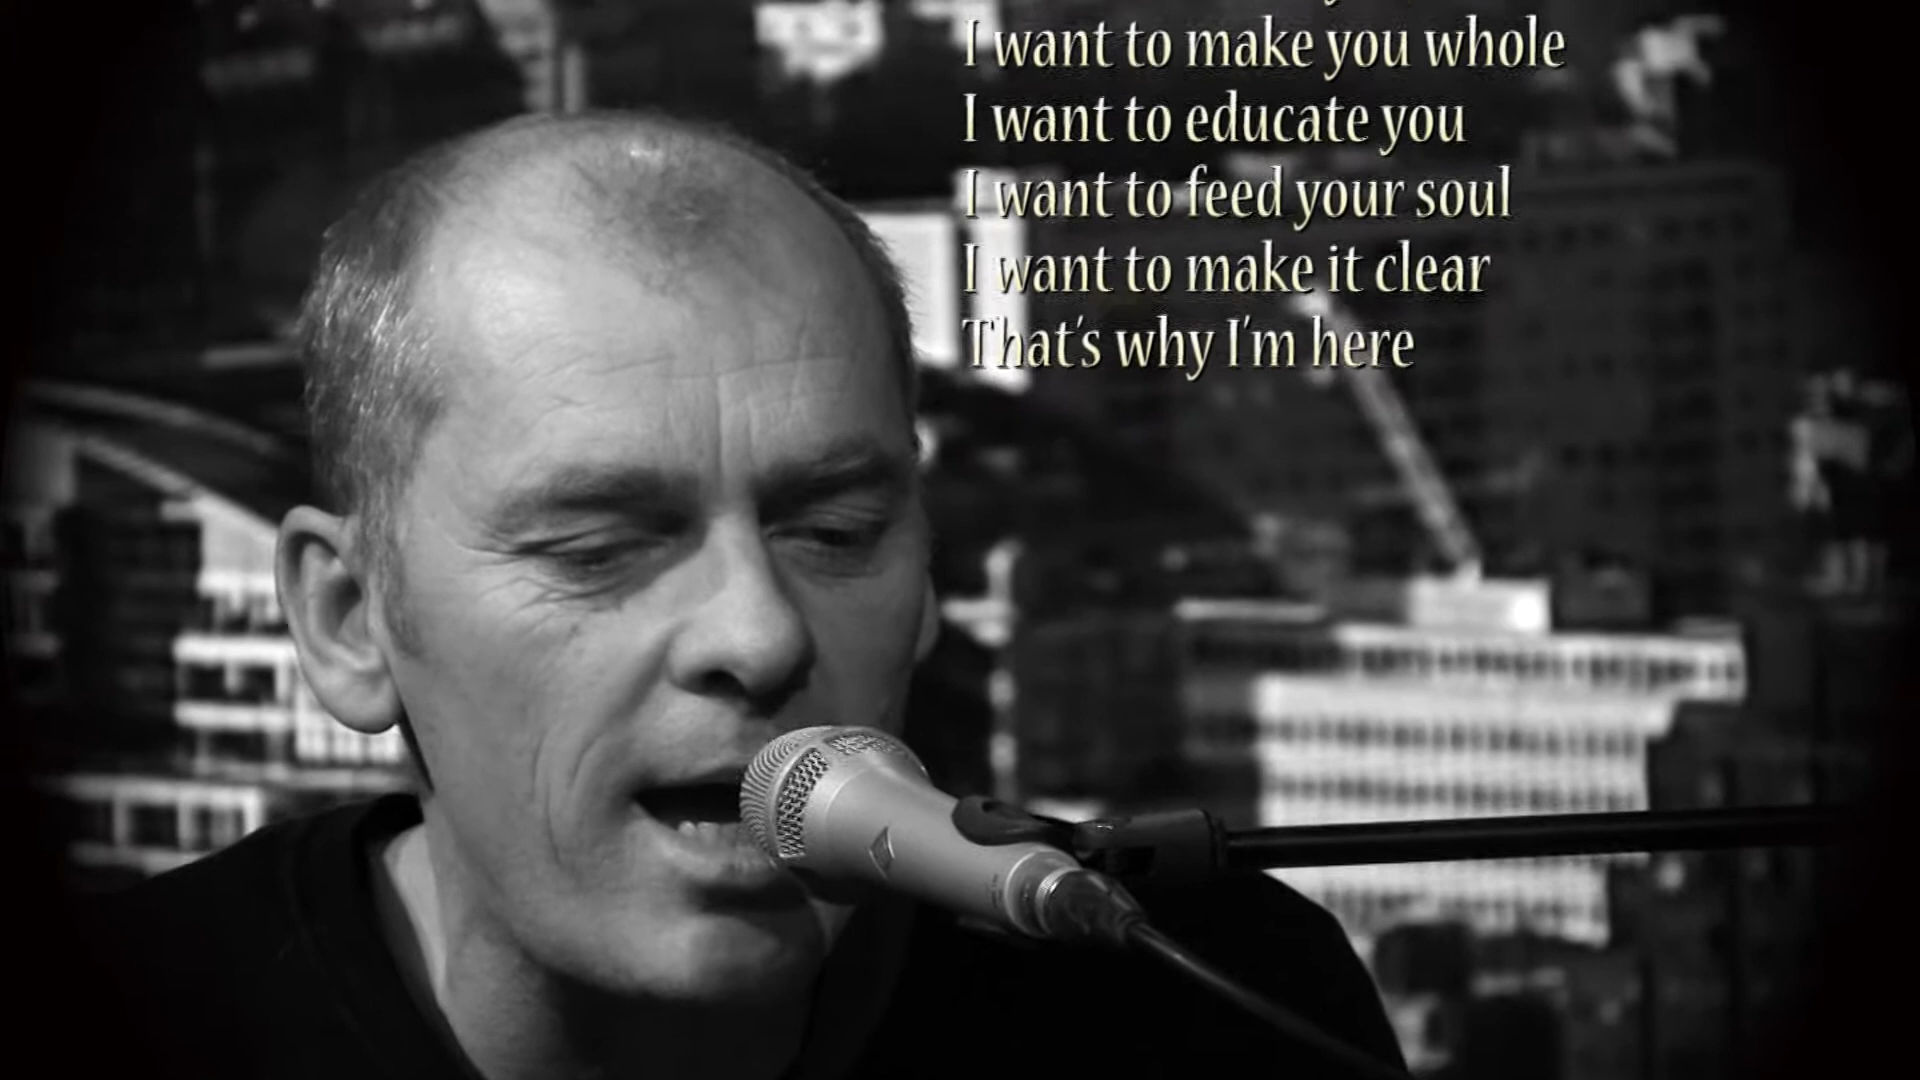 I want to make you whole
I want to educate you
I want to feed your soul
I want to make it clear
That's why I'm here